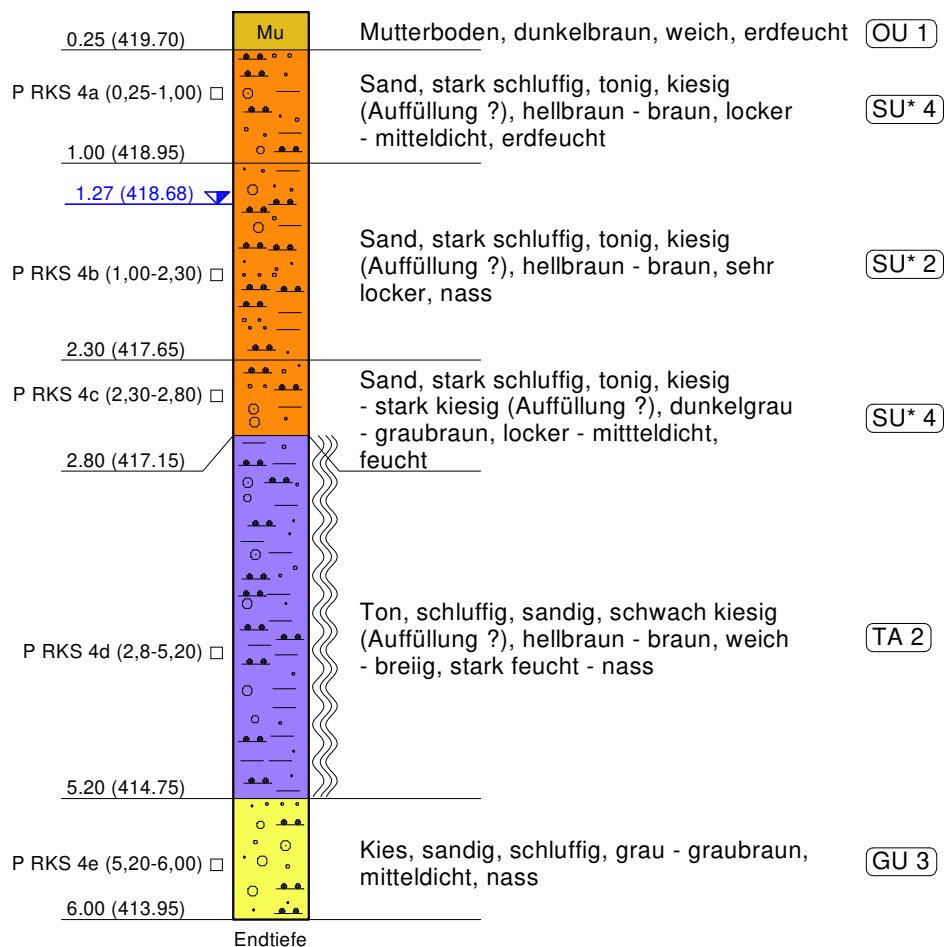 Mu
Mutterboden, dunkelbraun, weich, erdfeucht
OU 1
0.25 (419.70)
P RKS 4a (0,25-1,00)
Sand, stark schluffig, tonig, kiesig
(Auffüllung ?), hellbraun - braun, locker
- mitteldicht, erdfeucht
SU* 4
1.00 (418.95)
1.27 (418.68)
P RKS 4b (1,00-2,30)
Sand, stark schluffig, tonig, kiesig
(Auffüllung ?), hellbraun - braun, sehr
locker, nass
SU* 2
2.30 (417.65)
P RKS 4c (2,30-2,80)
Sand, stark schluffig, tonig, kiesig
- stark kiesig (Auffüllung ?), dunkelgrau
- graubraun, locker - mittteldicht,
feucht
SU* 4
2.80 (417.15)
P RKS 4d (2,8-5,20)
Ton, schluffig, sandig, schwach kiesig
(Auffüllung ?), hellbraun - braun, weich
- breiig, stark feucht - nass
TA 2
5.20 (414.75)
P RKS 4e (5,20-6,00)
Kies, sandig, schluffig, grau - graubraun,
mitteldicht, nass
GU 3
6.00 (413.95)
Endtiefe